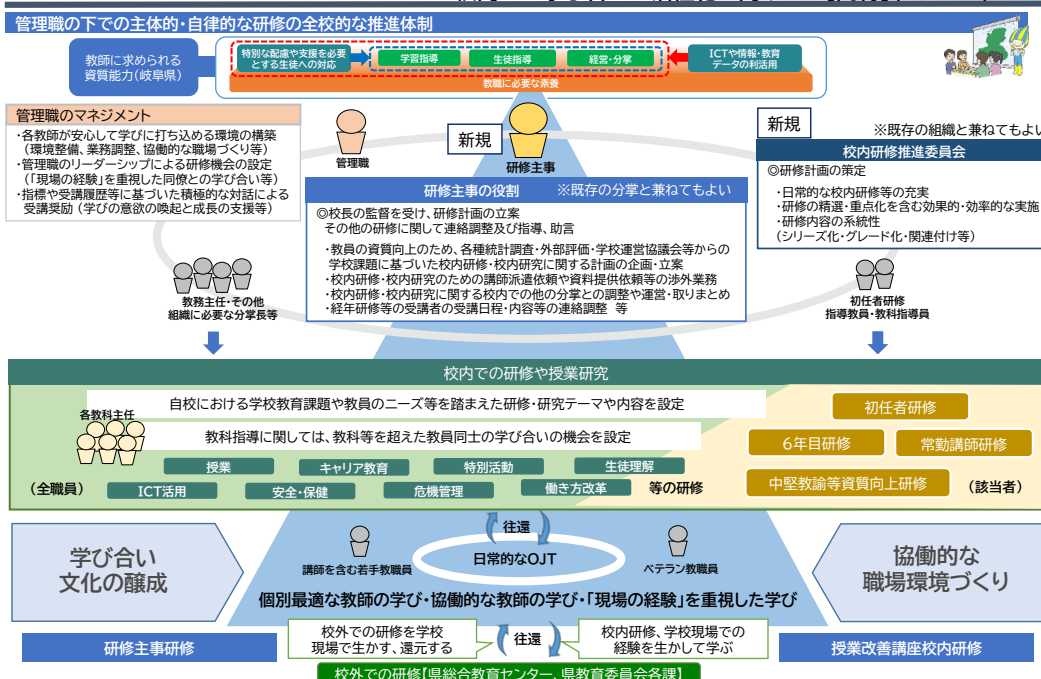 管理職の下での主体的・自律的な研修の全校的な推進体制
教師に求められる
資質能力(岐阜県)
特別な配慮や支援を必要
とする生徒への対応
学習指導
生徒指導
経営・分掌
ICTや情報・教育
データの利活用
教職に必要な素養
管理職のマネジメント
・各教師が安心して学びに打ち込める環境の構築
(環境整備、業務調整、協働的な職場づくり等)
・管理職のリーダーシップによる研修機会の設定
(「現場の経験」を重視した同僚との学び合い等)
・指標や受講履歴等に基づいた積極的な対話による
受講奨励(学びの意欲の喚起と成長の支援等)
管理職
新規
研修主事
新規
※既存の組織と兼ねてもよい
校内研修推進委員会
◎研修計画の策定
・日常的な校内研修等の充実
・研修の精選・重点化を含む効果的・効率的な実施
・研修内容の系統性
(シリーズ化・グレード化・関連付け等)
研修主事の役割 ※既存の分掌と兼ねてもよい
◎校長の監督を受け、研修計画の立案
その他の研修に関して連絡調整及び指導、助言
・教員の資質向上のため、各種統計調査・外部評価・学校運営協議会等からの
学校課題に基づいた校内研修・校内研究に関する計画の企画・立案
・校内研修・校内研究のための講師派遣依頼や資料提供依頼等の渉外業務
・校内研修・校内研究に関する校内での他の分掌との調整や運営・取りまとめ
・経年研修等の受講者の受講日程・内容等の連絡調整 等
教務主任・その他
組織に必要な分掌長等
初任者研修
指導教員・教科指導員
校内での研修や授業研究
自校における学校教育課題や教員のニーズ等を踏まえた研修・研究テーマや内容を設定
各教科主任
教科指導に関しては、教科等を超えた教員同士の学び合いの機会を設定
授業
キャリア教育
特別活動
生徒理解
(全職員)
ICT活用
安全・保健
危機管理
働き方改革
等の研修
初任者研修
6年目研修
常勤講師研修
中堅教諭等資質向上研修
(該当者)
学び合い
文化の醸成
往還
日常的なOJT
講師を含む若手教職員
ベテラン教職員
個別最適な教師の学び・協働的な教師の学び・「現場の経験」を重視した学び
協働的な
職場環境づくり
研修主事研修
校外での研修を学校
現場で生かす、還元する
往還
校内研修、学校現場での
経験を生かして学ぶ
授業改善講座校内研修
校外での研修【県総合教育センター、県教育委員会各課】